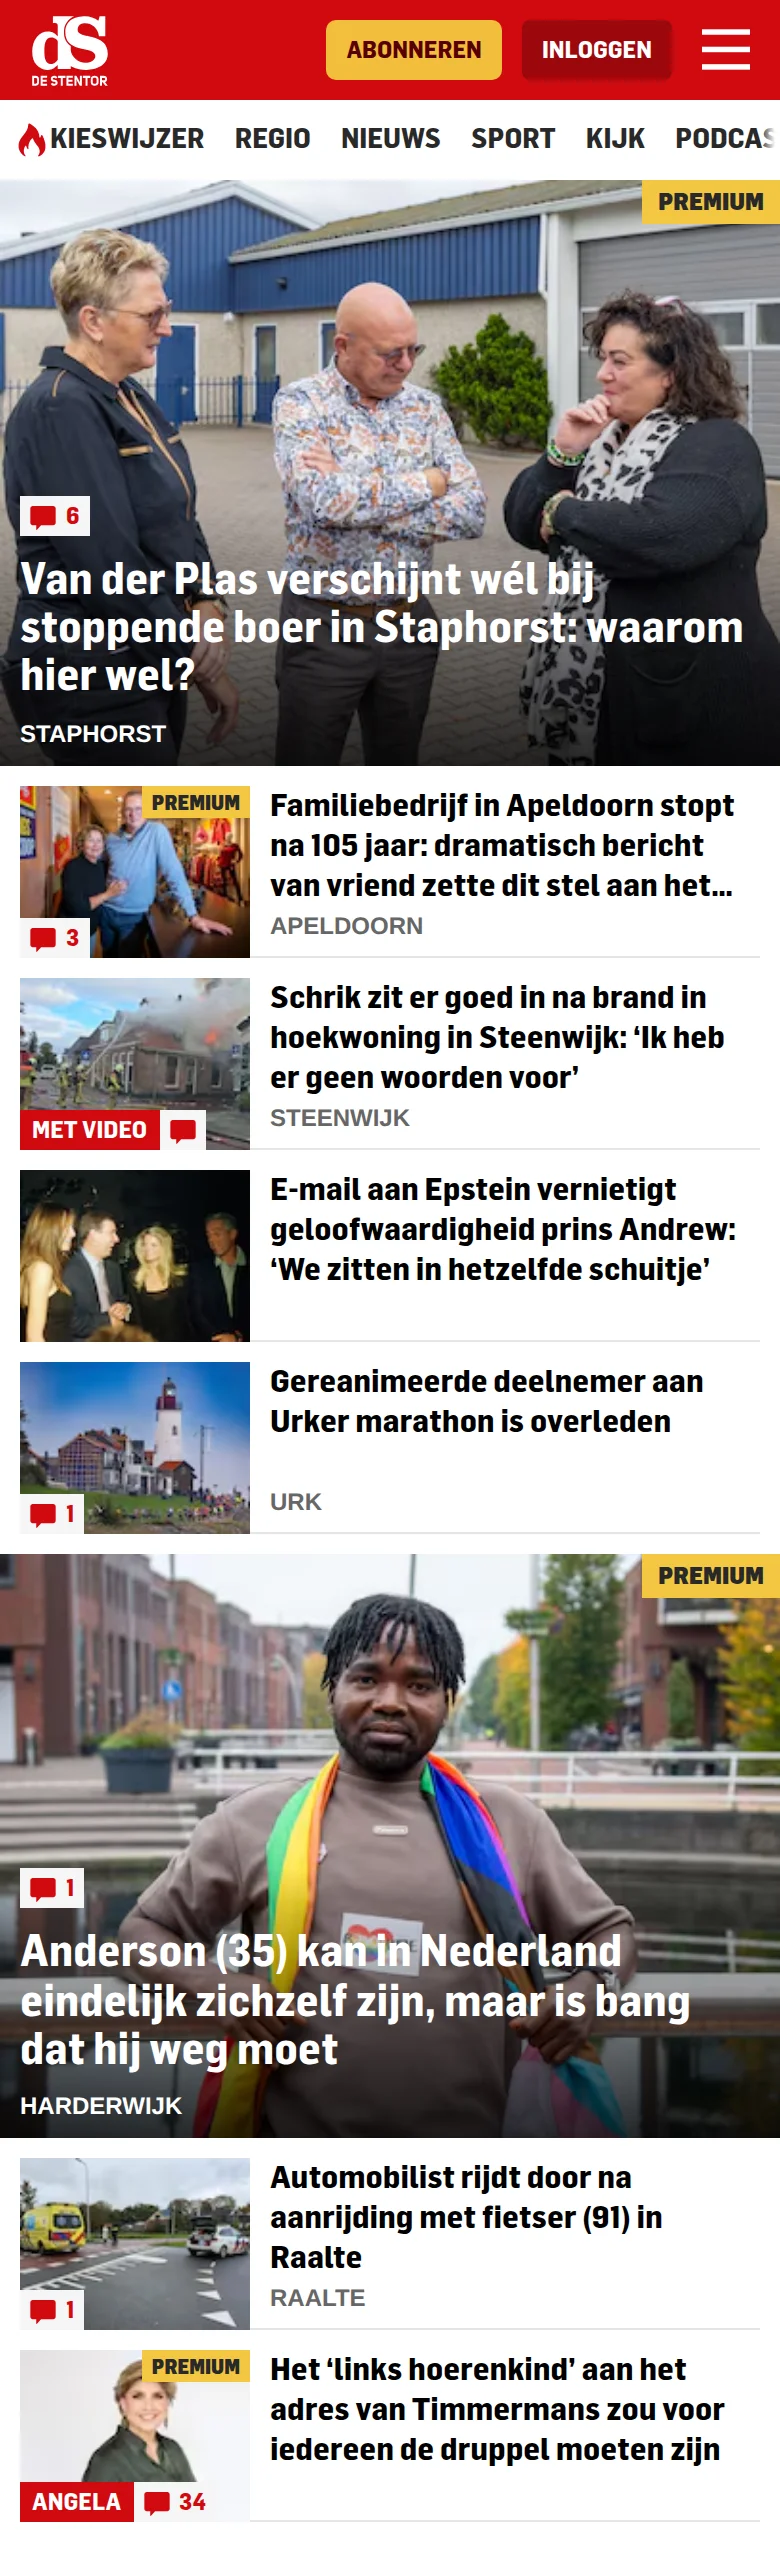 dS
DE STENTOR
ABONNEREN
INLOGGEN
KIESWIJZER REGIO NIEUWS SPORT KIJK PODCAS
PREMIUM
6
Van der Plas verschijnt wél bij
stoppende boer in Staphorst: waarom
hier wel?
STAPHORST
PREMIUM
3
Familiebedrijf in Apeldoorn stopt
na 105 jaar: dramatisch bericht
van vriend zette dit stel aan het...
APELDOORN
MET VIDEO
Schrik zit er goed in na brand in
hoekwoning in Steenwijk: ‘Ik heb
er geen woorden voor’
STEENWIJK
E-mail aan Epstein vernietigt
geloofwaardigheid prins Andrew:
‘We zitten in hetzelfde schuitje’
1
Gereanimeerde deelnemer aan
Urker marathon is overleden
URK
PREMIUM
1
Anderson (35) kan in Nederland
eindelijk zichzelf zijn, maar is bang
dat hij weg moet
HARDERWIJK
1
Automobilist rijdt door na
aanrijding met fietser (91) in
Raalte
RAALTE
PREMIUM
ANGELA
34
Het ‘links hoerenkind’ aan het
adres van Timmermans zou voor
iedereen de druppel moeten zijn